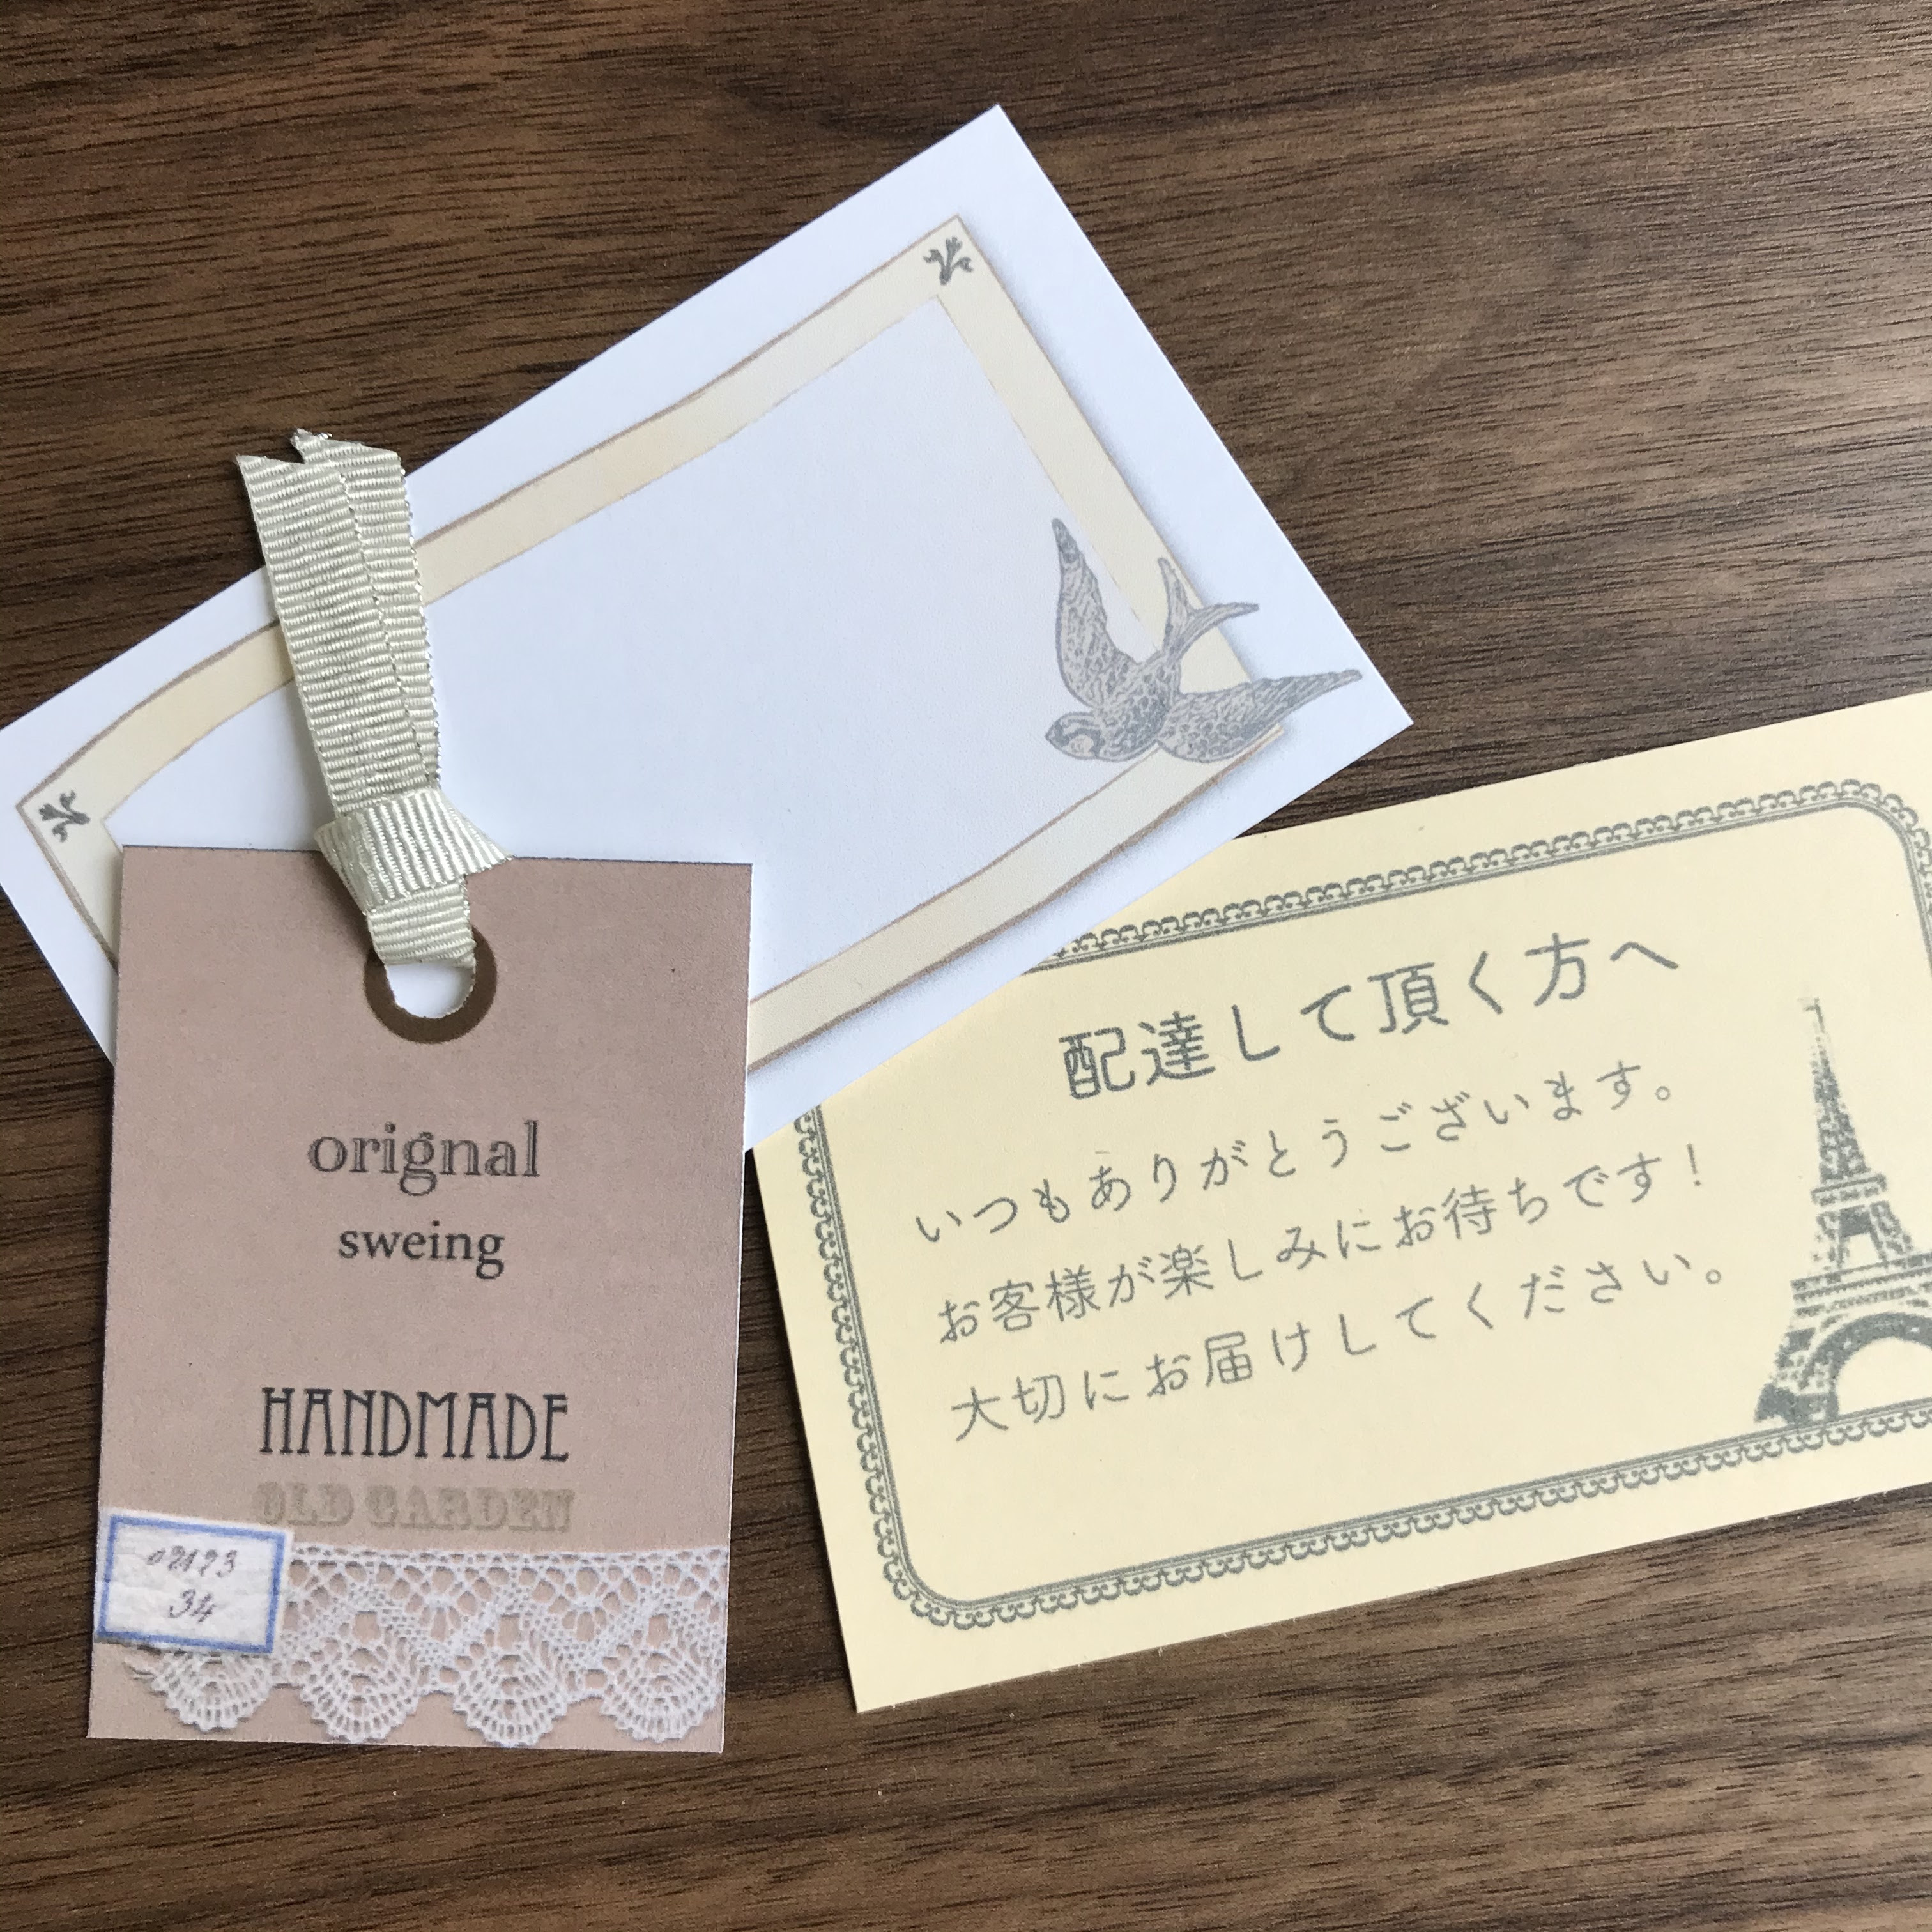 orignal
sweing
HANDMADE
OLD GARDEN
34
配達して頂く方へ
いつもありがとうございます。
お客様が楽しみにお待ちです！
大切にお届けしてください。